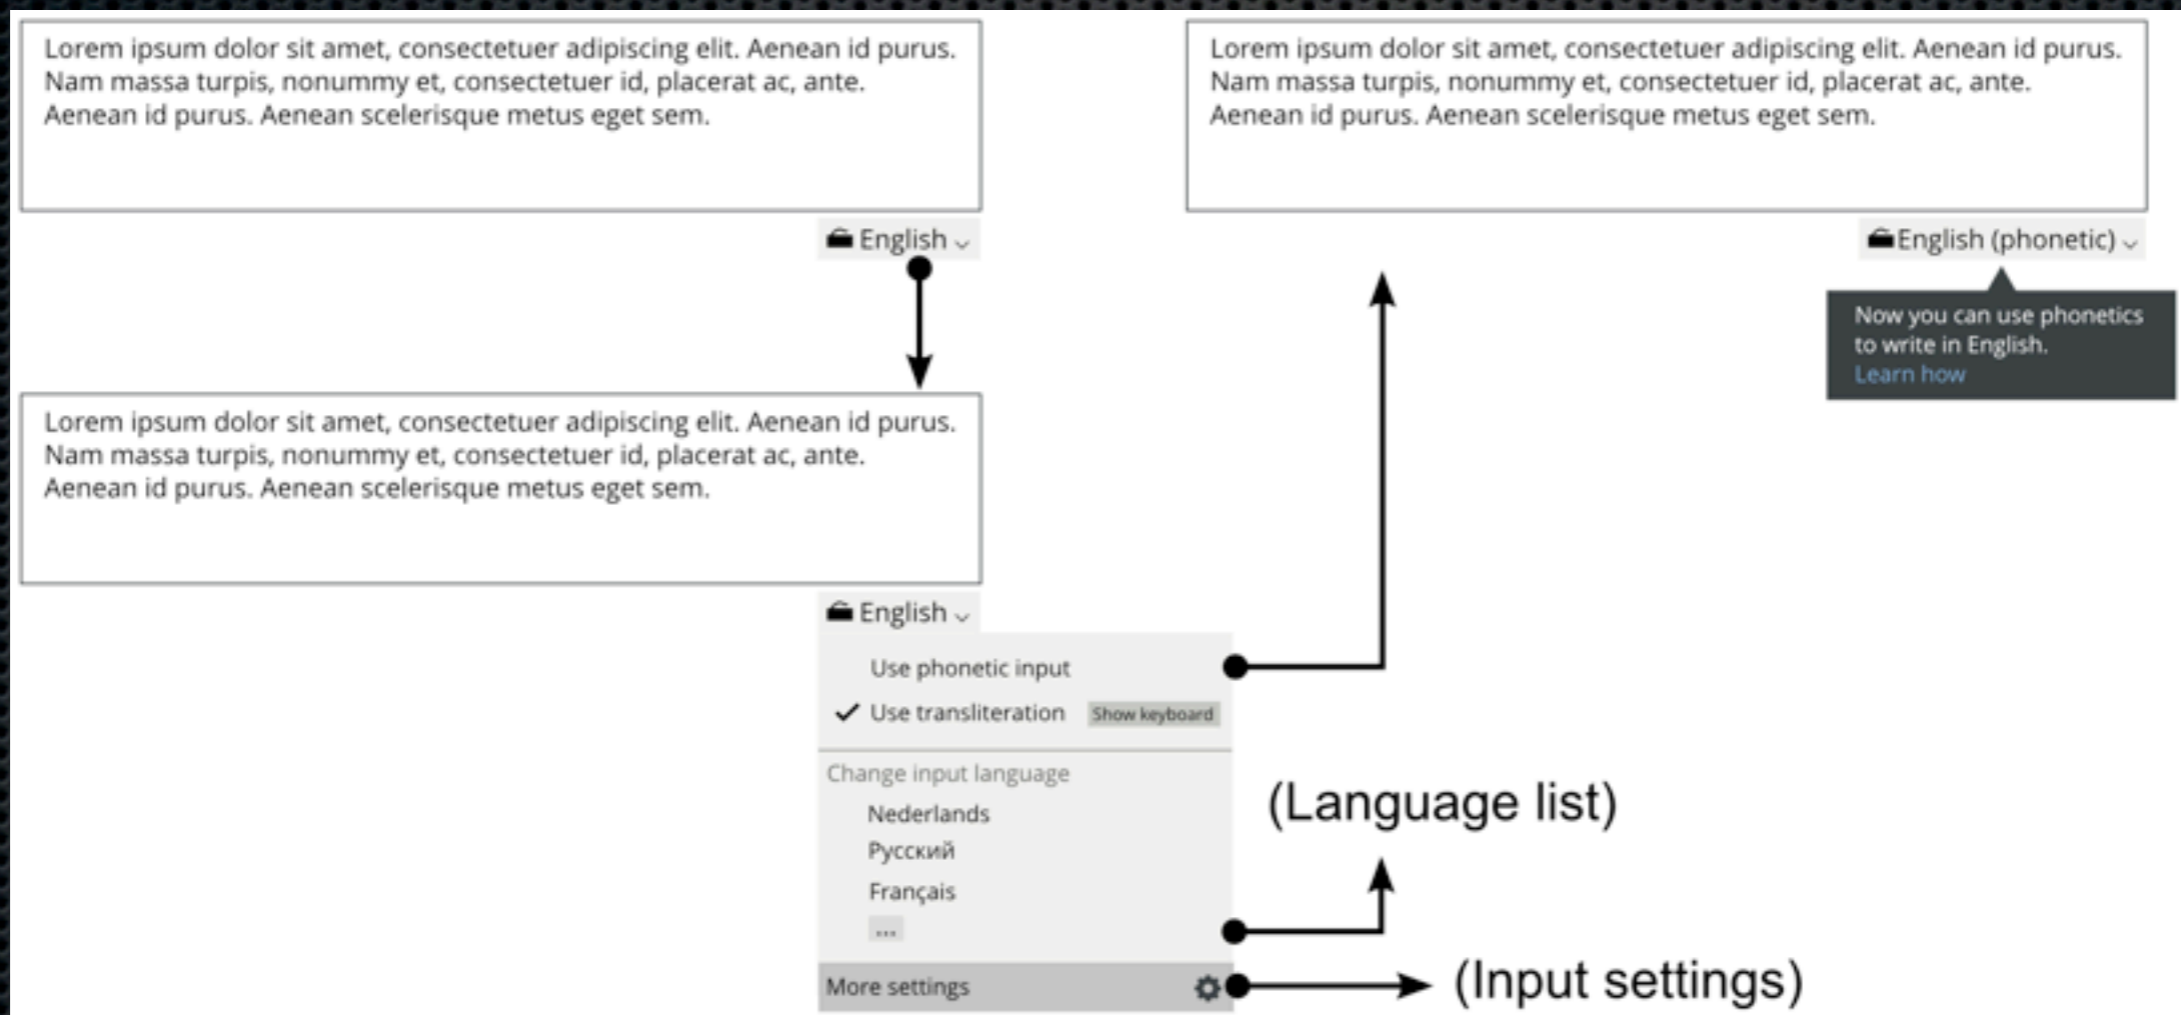 Lorem ipsum dolor sit amet, consectetuer adipiscing elit. Aenean id purus.
Nam massa turpis, nonummy et, consectetuer id, placerat ac, ante.
Aenean id purus. Aenean scelerisque metus eget sem.
English
Lorem ipsum dolor sit amet, consectetuer adipiscing elit. Aenean id purus.
Nam massa turpis, nonummy et, consectetuer id, placerat ac, ante.
Aenean id purus. Aenean scelerisque metus eget sem.
English (phonetic)
Now you can use phonetics
to write in English.
Learn how
Lorem ipsum dolor sit amet, consectetuer adipiscing elit. Aenean id purus.
Nam massa turpis, nonummy et, consectetuer id, placerat ac, ante.
Aenean id purus. Aenean scelerisque metus eget sem.
English
Use phonetic input
Use transliteration Show keyboard
Change input language
Nederlands
Русский
Français
...
More settings
(Language list)
(Input settings)